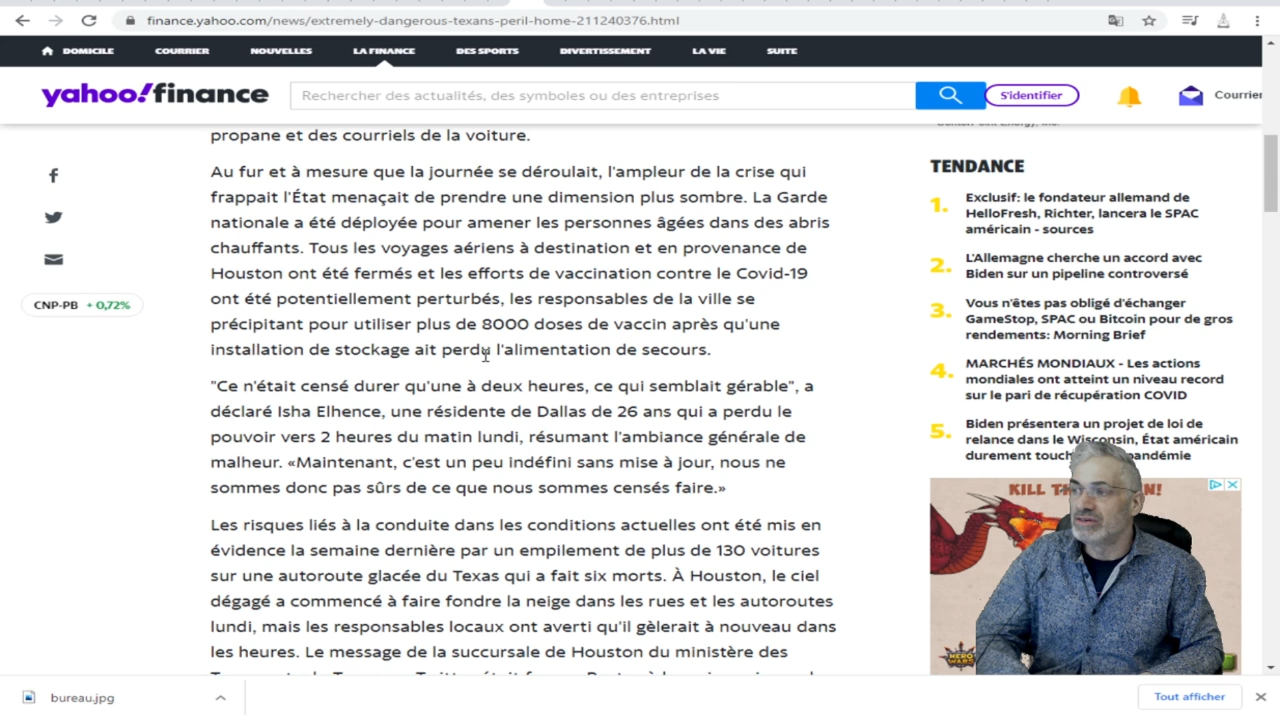 finance.yahoo.com/news/extremely-dangerous-texans-peril-home-211240376.html
DOMICILE COURRIER NOUVELLES LA FINANCE DES SPORTS DIVERTISSEMENT LA VIE SUITE
yahoo!finance
Rechercher des actualités, des symboles ou des entreprises
S'identifier
Courrier
propane et des courriels de la voiture.
Au fur et à mesure que la journée se déroulait, l'ampleur de la crise qui
frappait l'État menaçait de prendre une dimension plus sombre. La Garde
nationale a été déployée pour amener les personnes âgées dans des abris
chauffants. Tous les voyages aériens à destination et en provenance de
Houston ont été fermés et les efforts de vaccination contre le Covid-19
ont été potentiellement perturbés, les responsables de la ville se
précipitant pour utiliser plus de 8000 doses de vaccin après qu'une
installation de stockage ait perdu l'alimentation de secours.
"Ce n'était censé durer qu'une à deux heures, ce qui semblait gérable", a
déclaré Isha Elhence, une résidente de Dallas de 26 ans qui a perdu le
pouvoir vers 2 heures du matin lundi, résumant l'ambiance générale de
malheur. «Maintenant, c'est un peu indéfini sans mise à jour, nous ne
sommes donc pas sûrs de ce que nous sommes censés faire.»
Les risques liés à la conduite dans les conditions actuelles ont été mis en
évidence la semaine dernière par un empilement de plus de 130 voitures
sur une autoroute glacée du Texas qui a fait six morts. À Houston, le ciel
dégagé a commencé à faire fondre la neige dans les rues et les autoroutes
lundi, mais les responsables locaux ont averti qu'il gèlerait à nouveau dans
les heures. Le message de la succursale de Houston du ministère des
CNP-PB + 0,72%
TENDANCE
1. Exclusif: le fondateur allemand de
HelloFresh, Richter, lancera le SPAC
américain - sources
2. L'Allemagne cherche un accord avec
Biden sur un pipeline controversé
3. Vous n'êtes pas obligé d'échanger
GameStop, SPAC ou Bitcoin pour de gros
rendements: Morning Brief
4. MARCHÉS MONDIAUX - Les actions
mondiales ont atteint un niveau record
sur le pari de récupération COVID
5. Biden présentera un projet de loi de
relance dans le Wisconsin, État américain
durement
KILL
HERO
WARS
bureau.jpg
Tout afficher